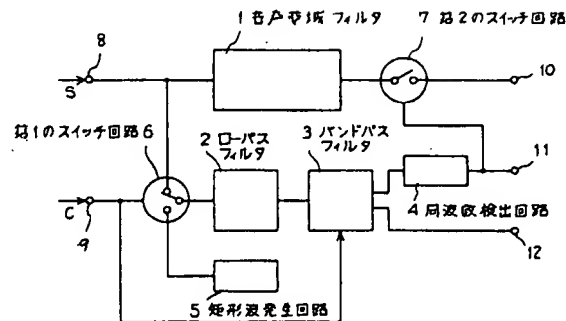 1 音声帯域フィルタ
7 第2のスイッチ回路
8
S
10
第1のスイッチ回路 6
2 ローパス
フィルタ
3 バンドパス
フィルタ
11
C
9
4 周波数検出回路
12
5 矩形波発生回路